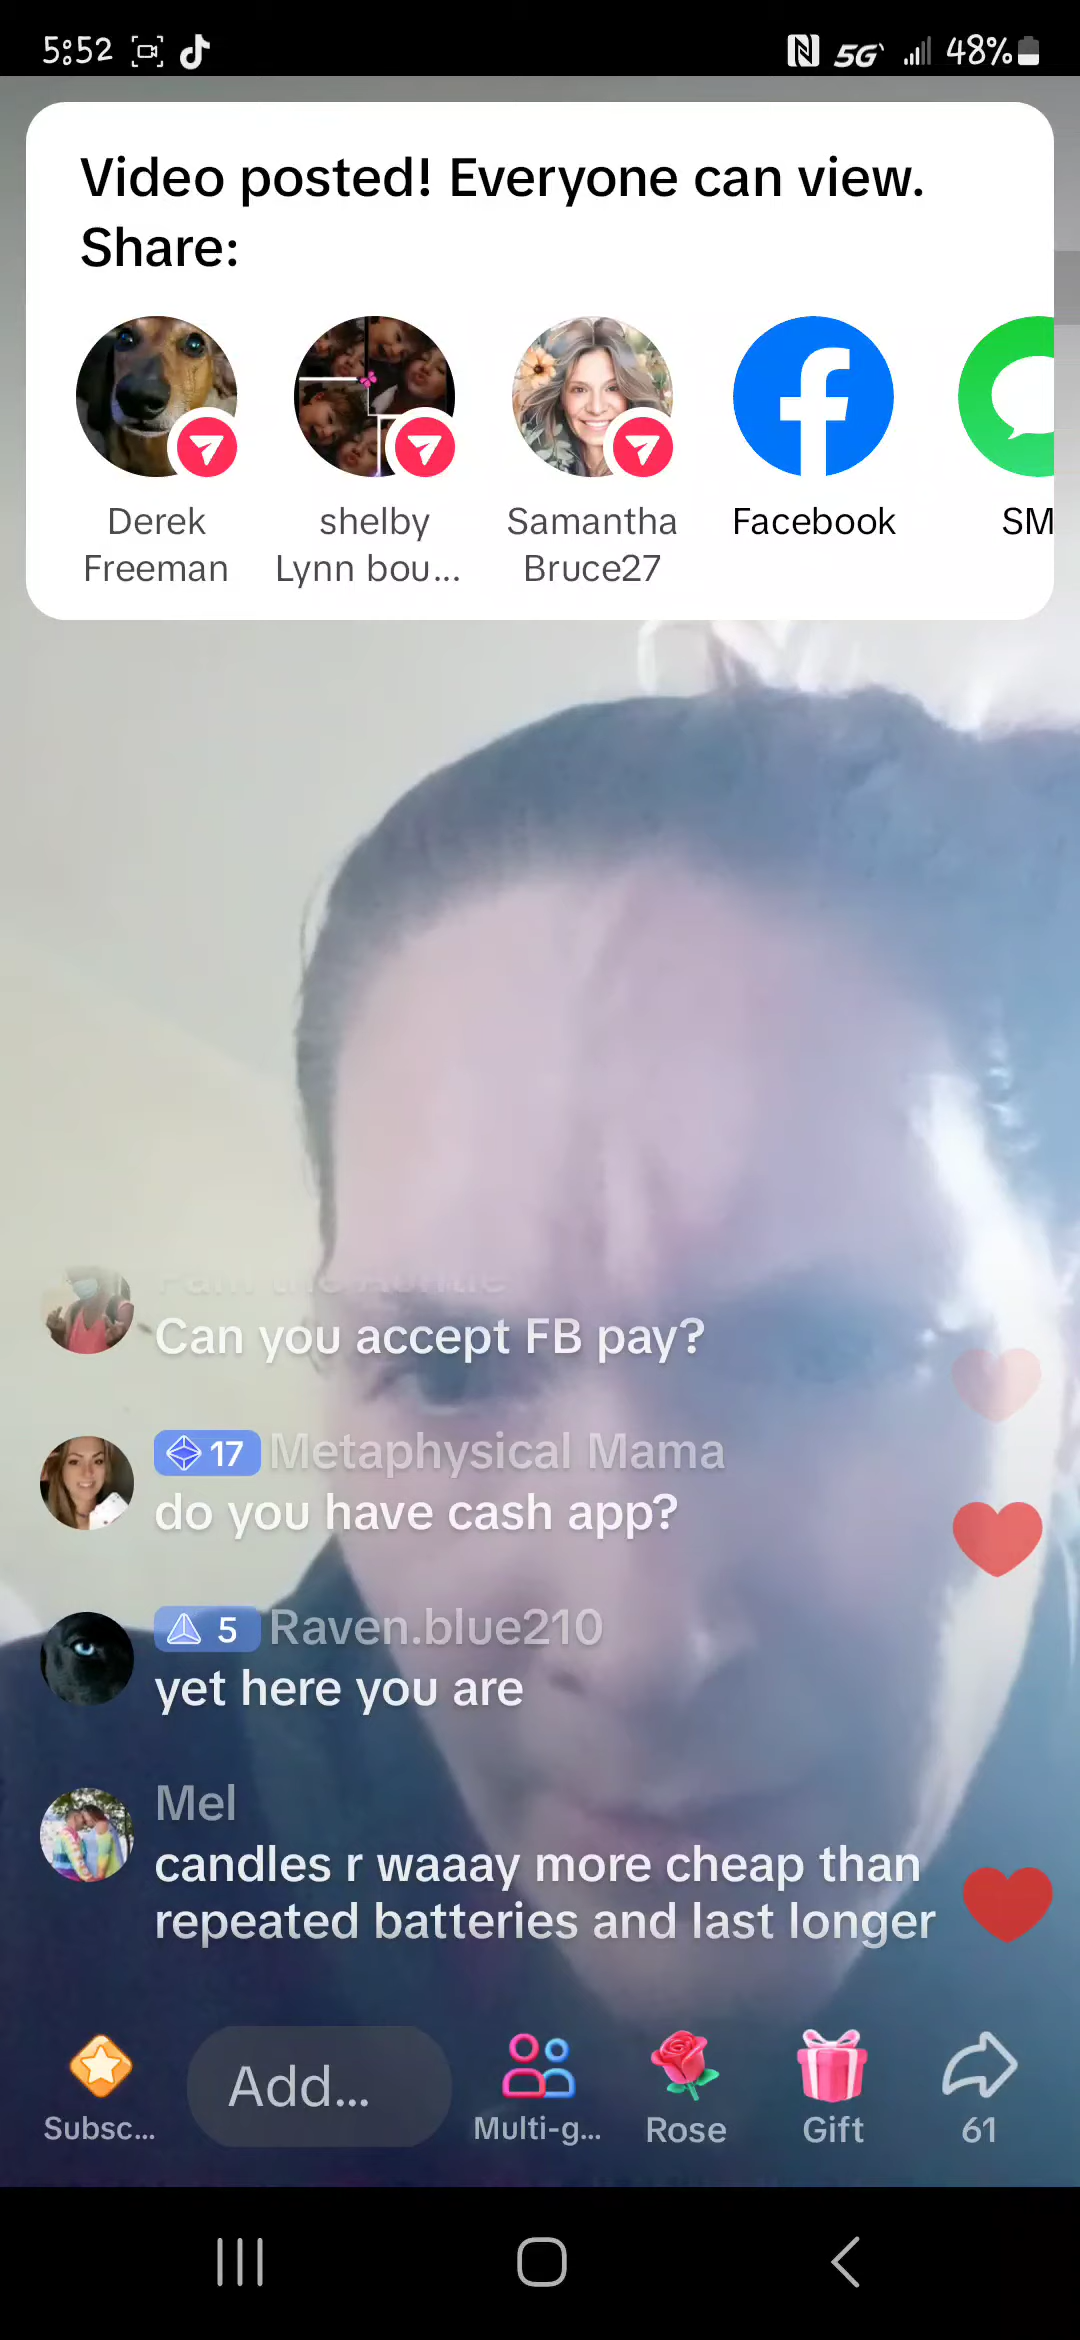 5:52
5G 48%
Video posted! Everyone can view.
Share:
Derek
Freeman
shelby
Lynn bou...
Samantha
Bruce27
Facebook
SM
Can you accept FB pay?
17 Metaphysical Mama
do you have cash app?
5 Raven.blue210
yet here you are
Mel
candles r waaay more cheap than
repeated batteries and last longer
Add...
Subsc...
Multi-g...
Rose
Gift
61